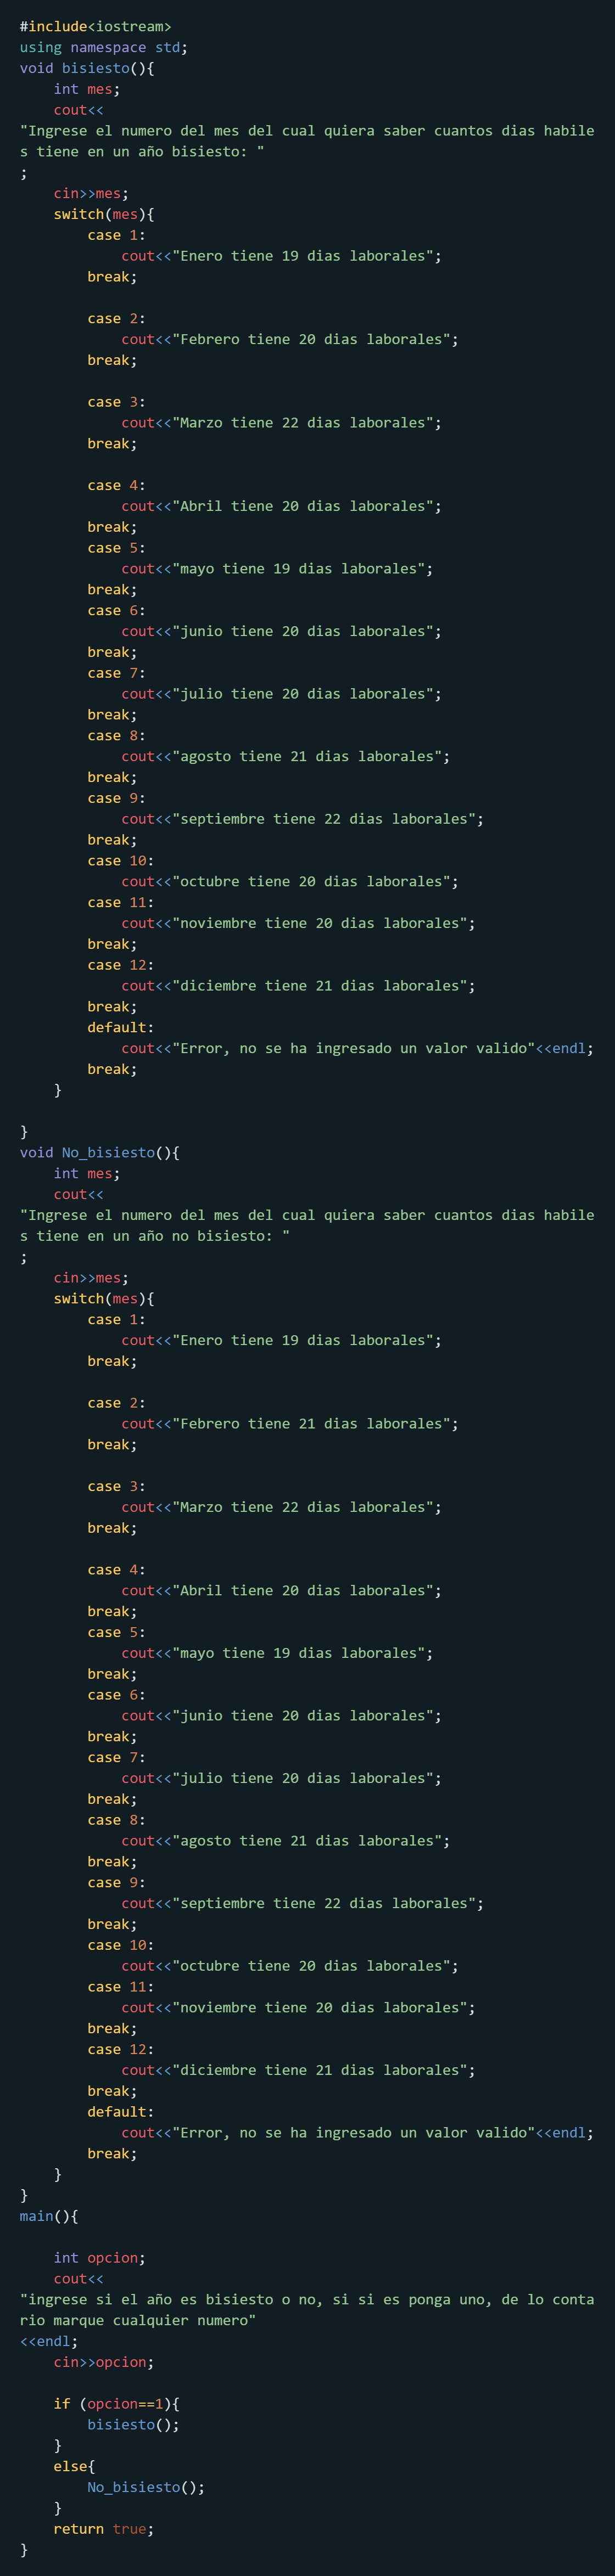 #include<iostream>
using namespace std;
void bisiesto(){
    int mes;
    cout<<
"Ingrese el numero del mes del cual quiera saber cuantos dias habile
s tiene en un año bisiesto: "
;
    cin>>mes;
    switch(mes){
        case 1:
            cout<<"Enero tiene 19 dias laborales";
        break;

        case 2:
            cout<<"Febrero tiene 20 dias laborales";
        break;

        case 3:
            cout<<"Marzo tiene 22 dias laborales";
        break;

        case 4:
            cout<<"Abril tiene 20 dias laborales";
        break;
        case 5:
            cout<<"mayo tiene 19 dias laborales";
        break;
        case 6:
            cout<<"junio tiene 20 dias laborales";
        break;
        case 7:
            cout<<"julio tiene 20 dias laborales";
        break;
        case 8:
            cout<<"agosto tiene 21 dias laborales";
        break;
        case 9:
            cout<<"septiembre tiene 22 dias laborales";
        break;
        case 10:
            cout<<"octubre tiene 20 dias laborales";
        case 11:
            cout<<"noviembre tiene 20 dias laborales";
        break;
        case 12:
            cout<<"diciembre tiene 21 dias laborales";
        break;
        default:
            cout<<"Error, no se ha ingresado un valor valido"<<endl;
        break;
    }

}
void No_bisiesto(){
    int mes;
    cout<<
"Ingrese el numero del mes del cual quiera saber cuantos dias habile
s tiene en un año no bisiesto: "
;
    cin>>mes;
    switch(mes){
        case 1:
            cout<<"Enero tiene 19 dias laborales";
        break;

        case 2:
            cout<<"Febrero tiene 21 dias laborales";
        break;

        case 3:
            cout<<"Marzo tiene 22 dias laborales";
        break;

        case 4:
            cout<<"Abril tiene 20 dias laborales";
        break;
        case 5:
            cout<<"mayo tiene 19 dias laborales";
        break;
        case 6:
            cout<<"junio tiene 20 dias laborales";
        break;
        case 7:
            cout<<"julio tiene 20 dias laborales";
        break;
        case 8:
            cout<<"agosto tiene 21 dias laborales";
        break;
        case 9:
            cout<<"septiembre tiene 22 dias laborales";
        break;
        case 10:
            cout<<"octubre tiene 20 dias laborales";
        case 11:
            cout<<"noviembre tiene 20 dias laborales";
        break;
        case 12:
            cout<<"diciembre tiene 21 dias laborales";
        break;
        default:
            cout<<"Error, no se ha ingresado un valor valido"<<endl;
        break;
    }
}
main(){

    int opcion;
    cout<<
"ingrese si el año es bisiesto o no, si si es ponga uno, de lo conta
rio marque cualquier numero"
<<endl;
    cin>>opcion;

    if (opcion==1){
        bisiesto();
    }
    else{
        No_bisiesto();
    }
    return true;
}